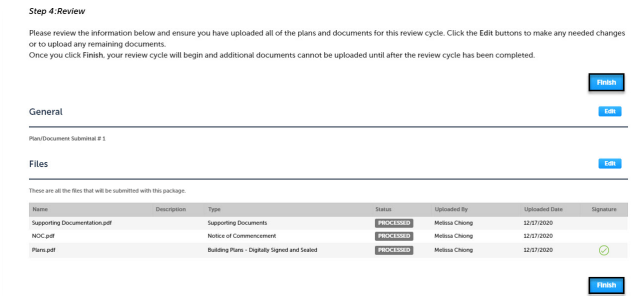 Step 4:Review
Please review the information below and ensure you have uploaded all of the plans and documents for this review cycle. Click the Edit buttons to make any needed changes
or to upload any remaining documents.
Once you click Finish, your review cycle will begin and additional documents cannot be uploaded until after the review cycle has been completed.
Finish
General Edit
Plan/Document Submittal # 1
Files Edit
These are all the files that will be submitted with this package.
Name Description Type Status Uploaded By Uploaded Date Signature
Supporting Documentation.pdf Supporting Documents PROCESSED Melissa Chiong 12/17/2020
NOC.pdf Notice of Commencement PROCESSED Melissa Chiong 12/17/2020
Plans.pdf Building Plans - Digitally Signed and Sealed PROCESSED Melissa Chiong 12/17/2020
Finish